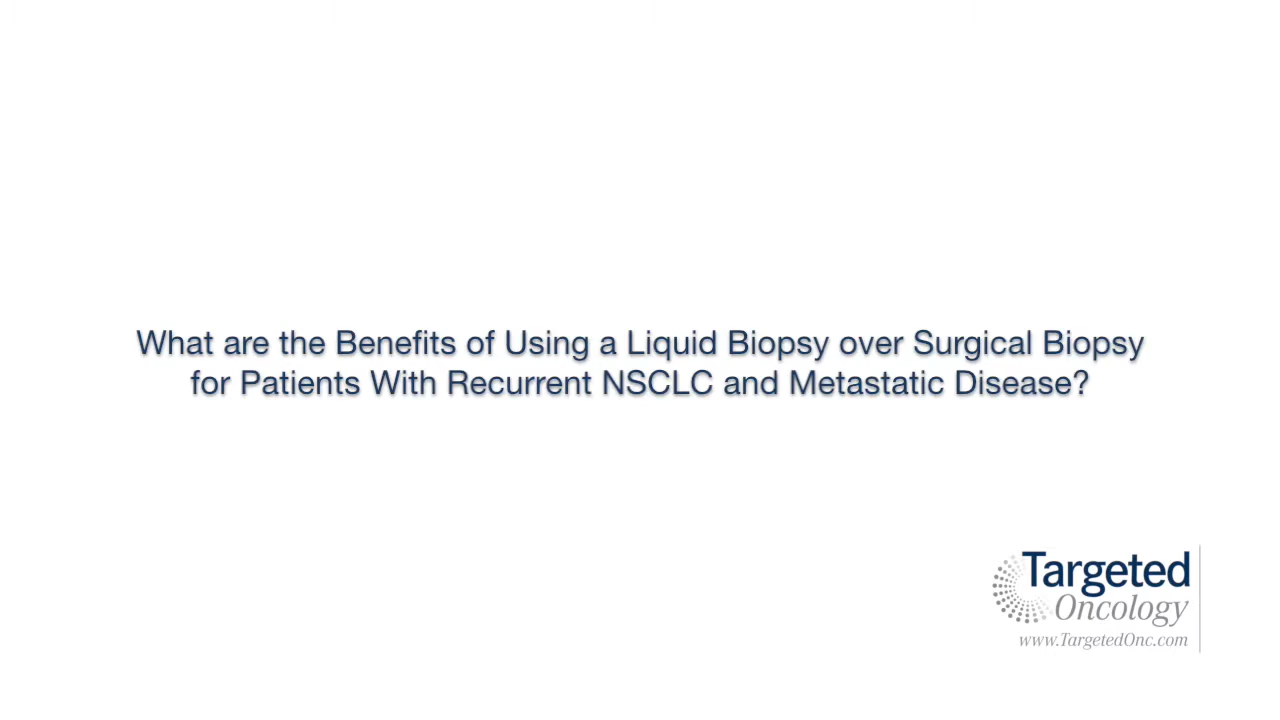 What are the Benefits of Using a Liquid Biopsy over Surgical Biopsy
for Patients With Recurrent NSCLC and Metastatic Disease?
Targeted
Oncology
www.TargetedOnc.com